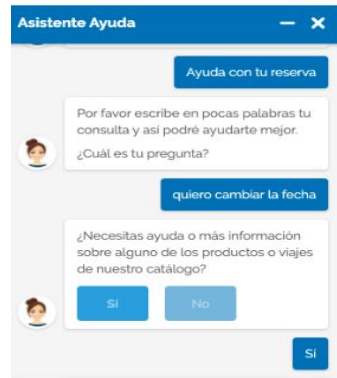 Asistente Ayuda
Ayuda con tu reserva
Por favor escribe en pocas palabras tu
consulta y así podré ayudarte mejor.
¿Cuál es tu pregunta?
quiero cambiar la fecha
¿Necesitas ayuda o más información
sobre alguno de los productos o viajes
de nuestro catálogo?
Sí
No
Sí